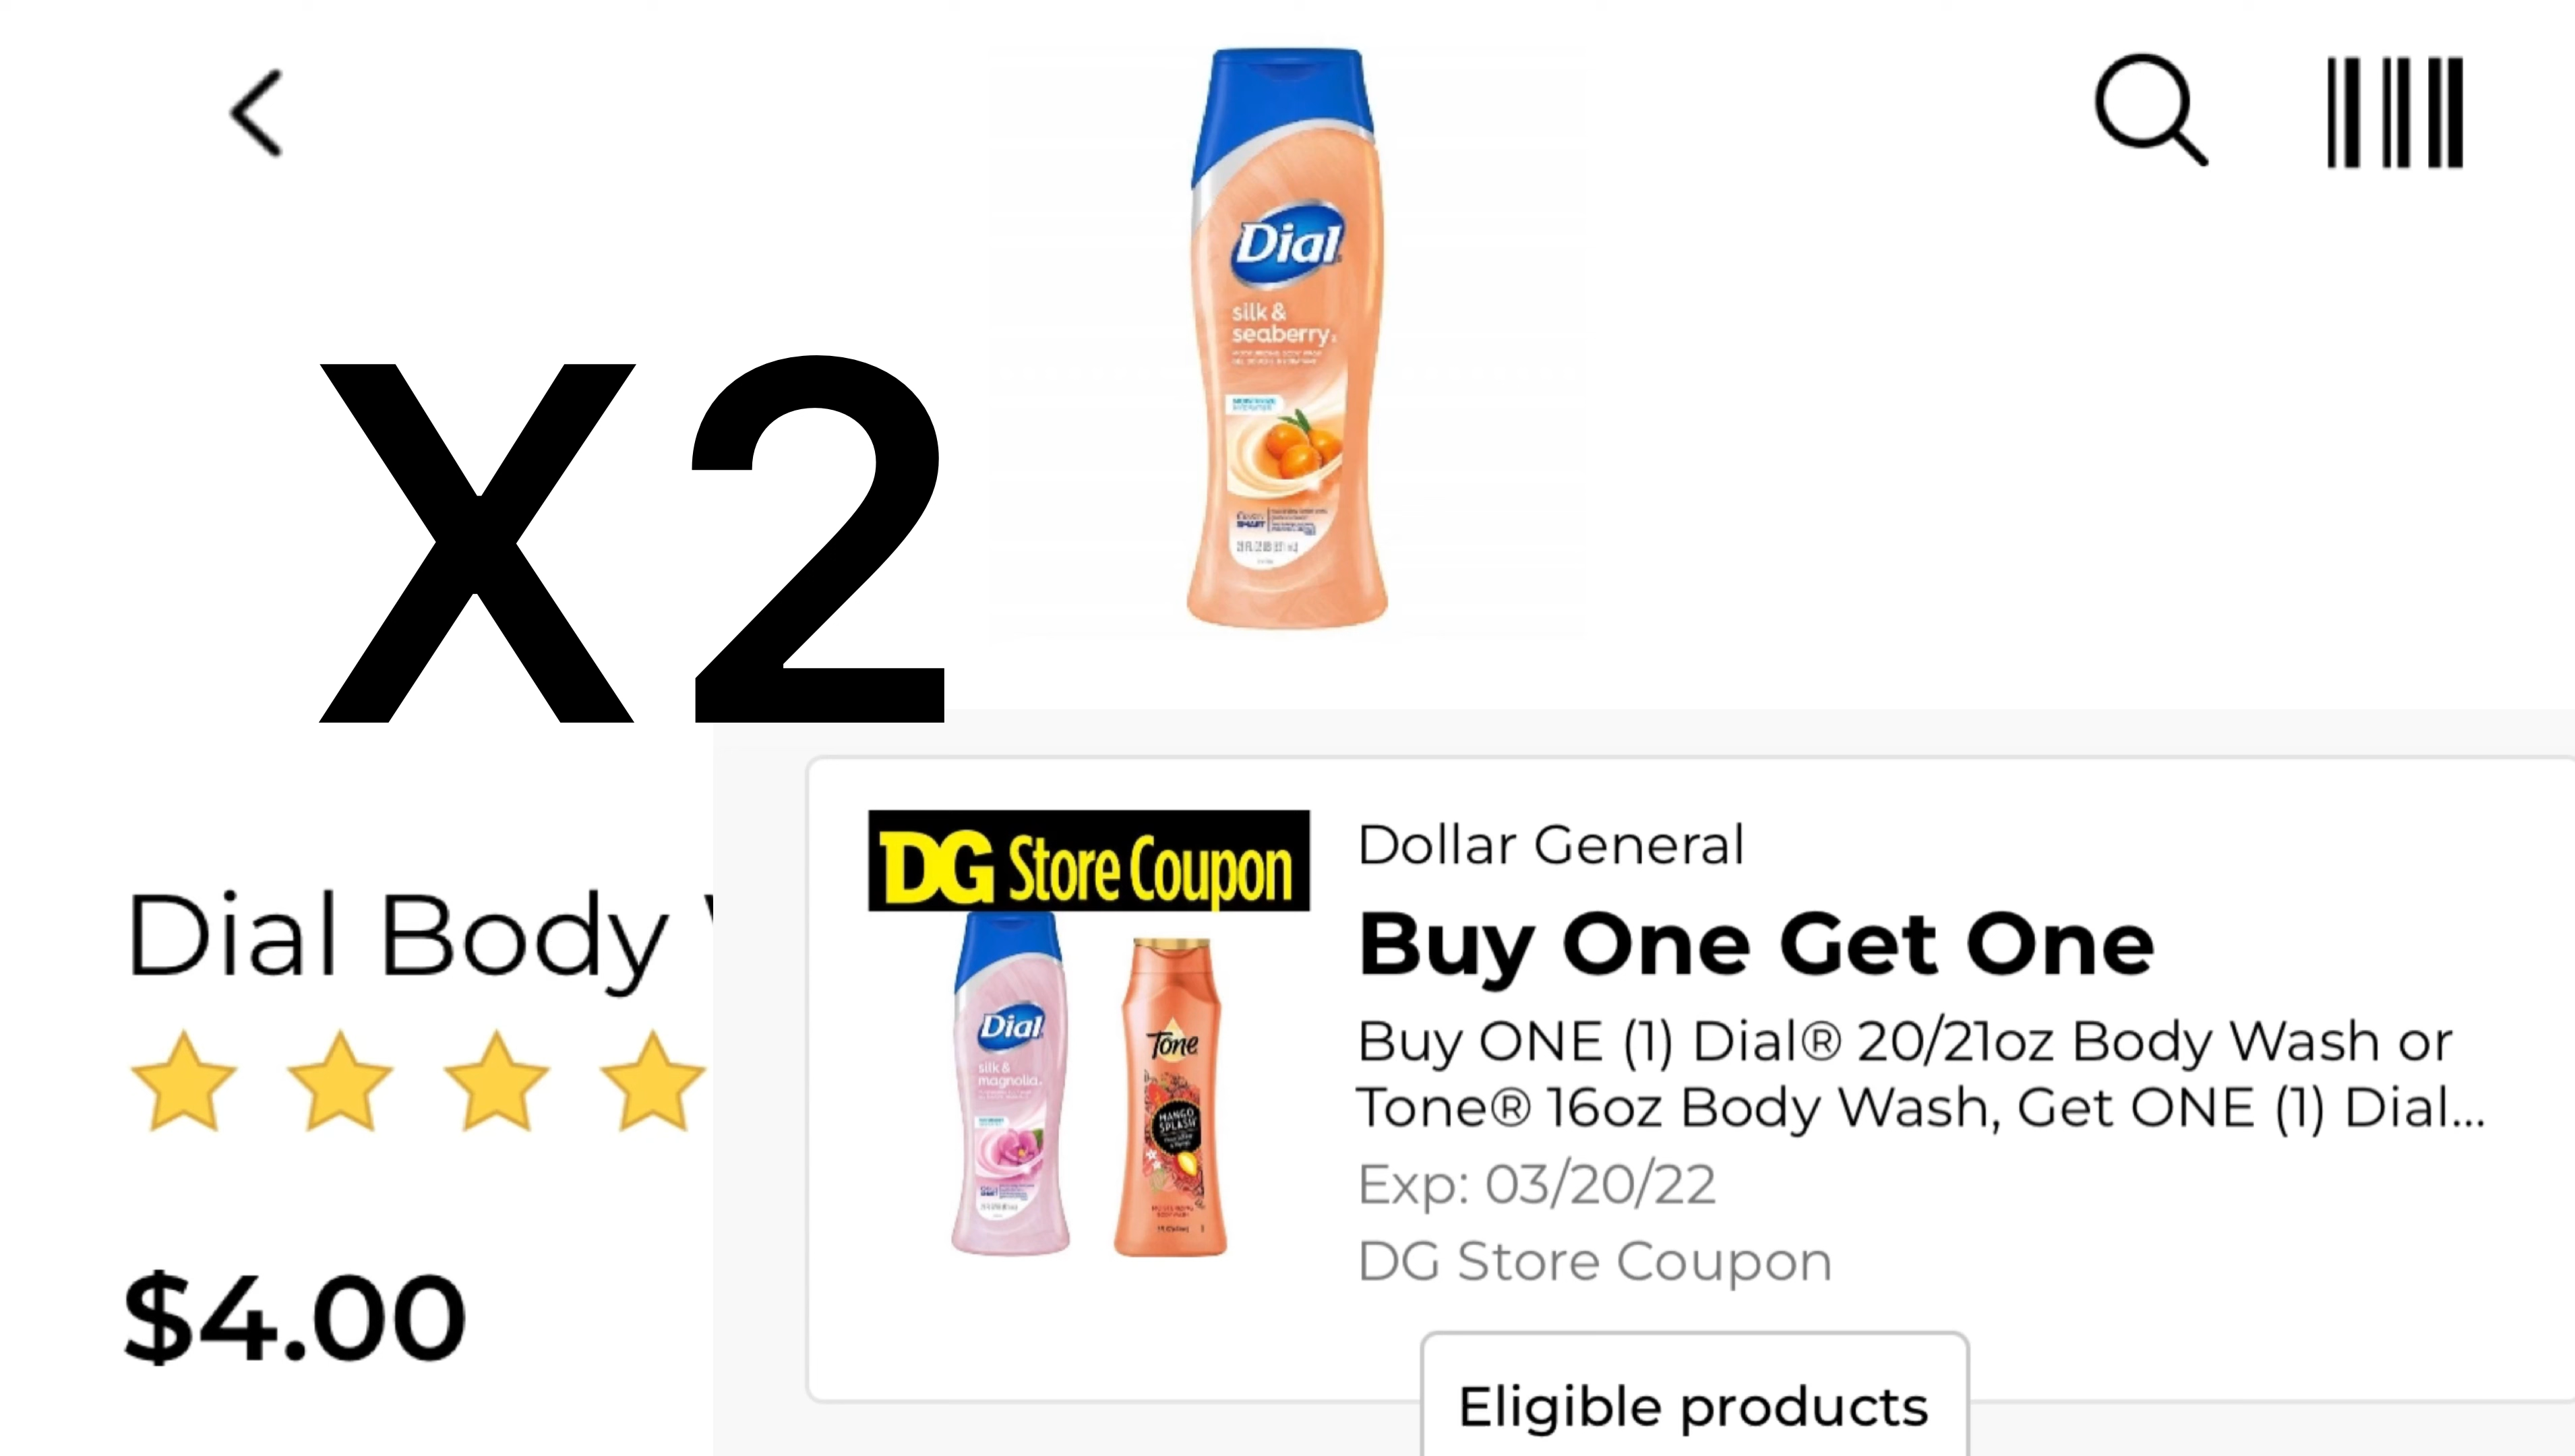 Dial
silk &
seaberry
X2
Dial Body
$4.00
DG Store Coupon
Dial
silk &
magnolia
Tone
MANGO
SPLASH
Dollar General
Buy One Get One
Buy ONE (1) Dial® 20/21oz Body Wash or
Tone® 16oz Body Wash, Get ONE (1) Dial...
Exp: 03/20/22
DG Store Coupon
Eligible products